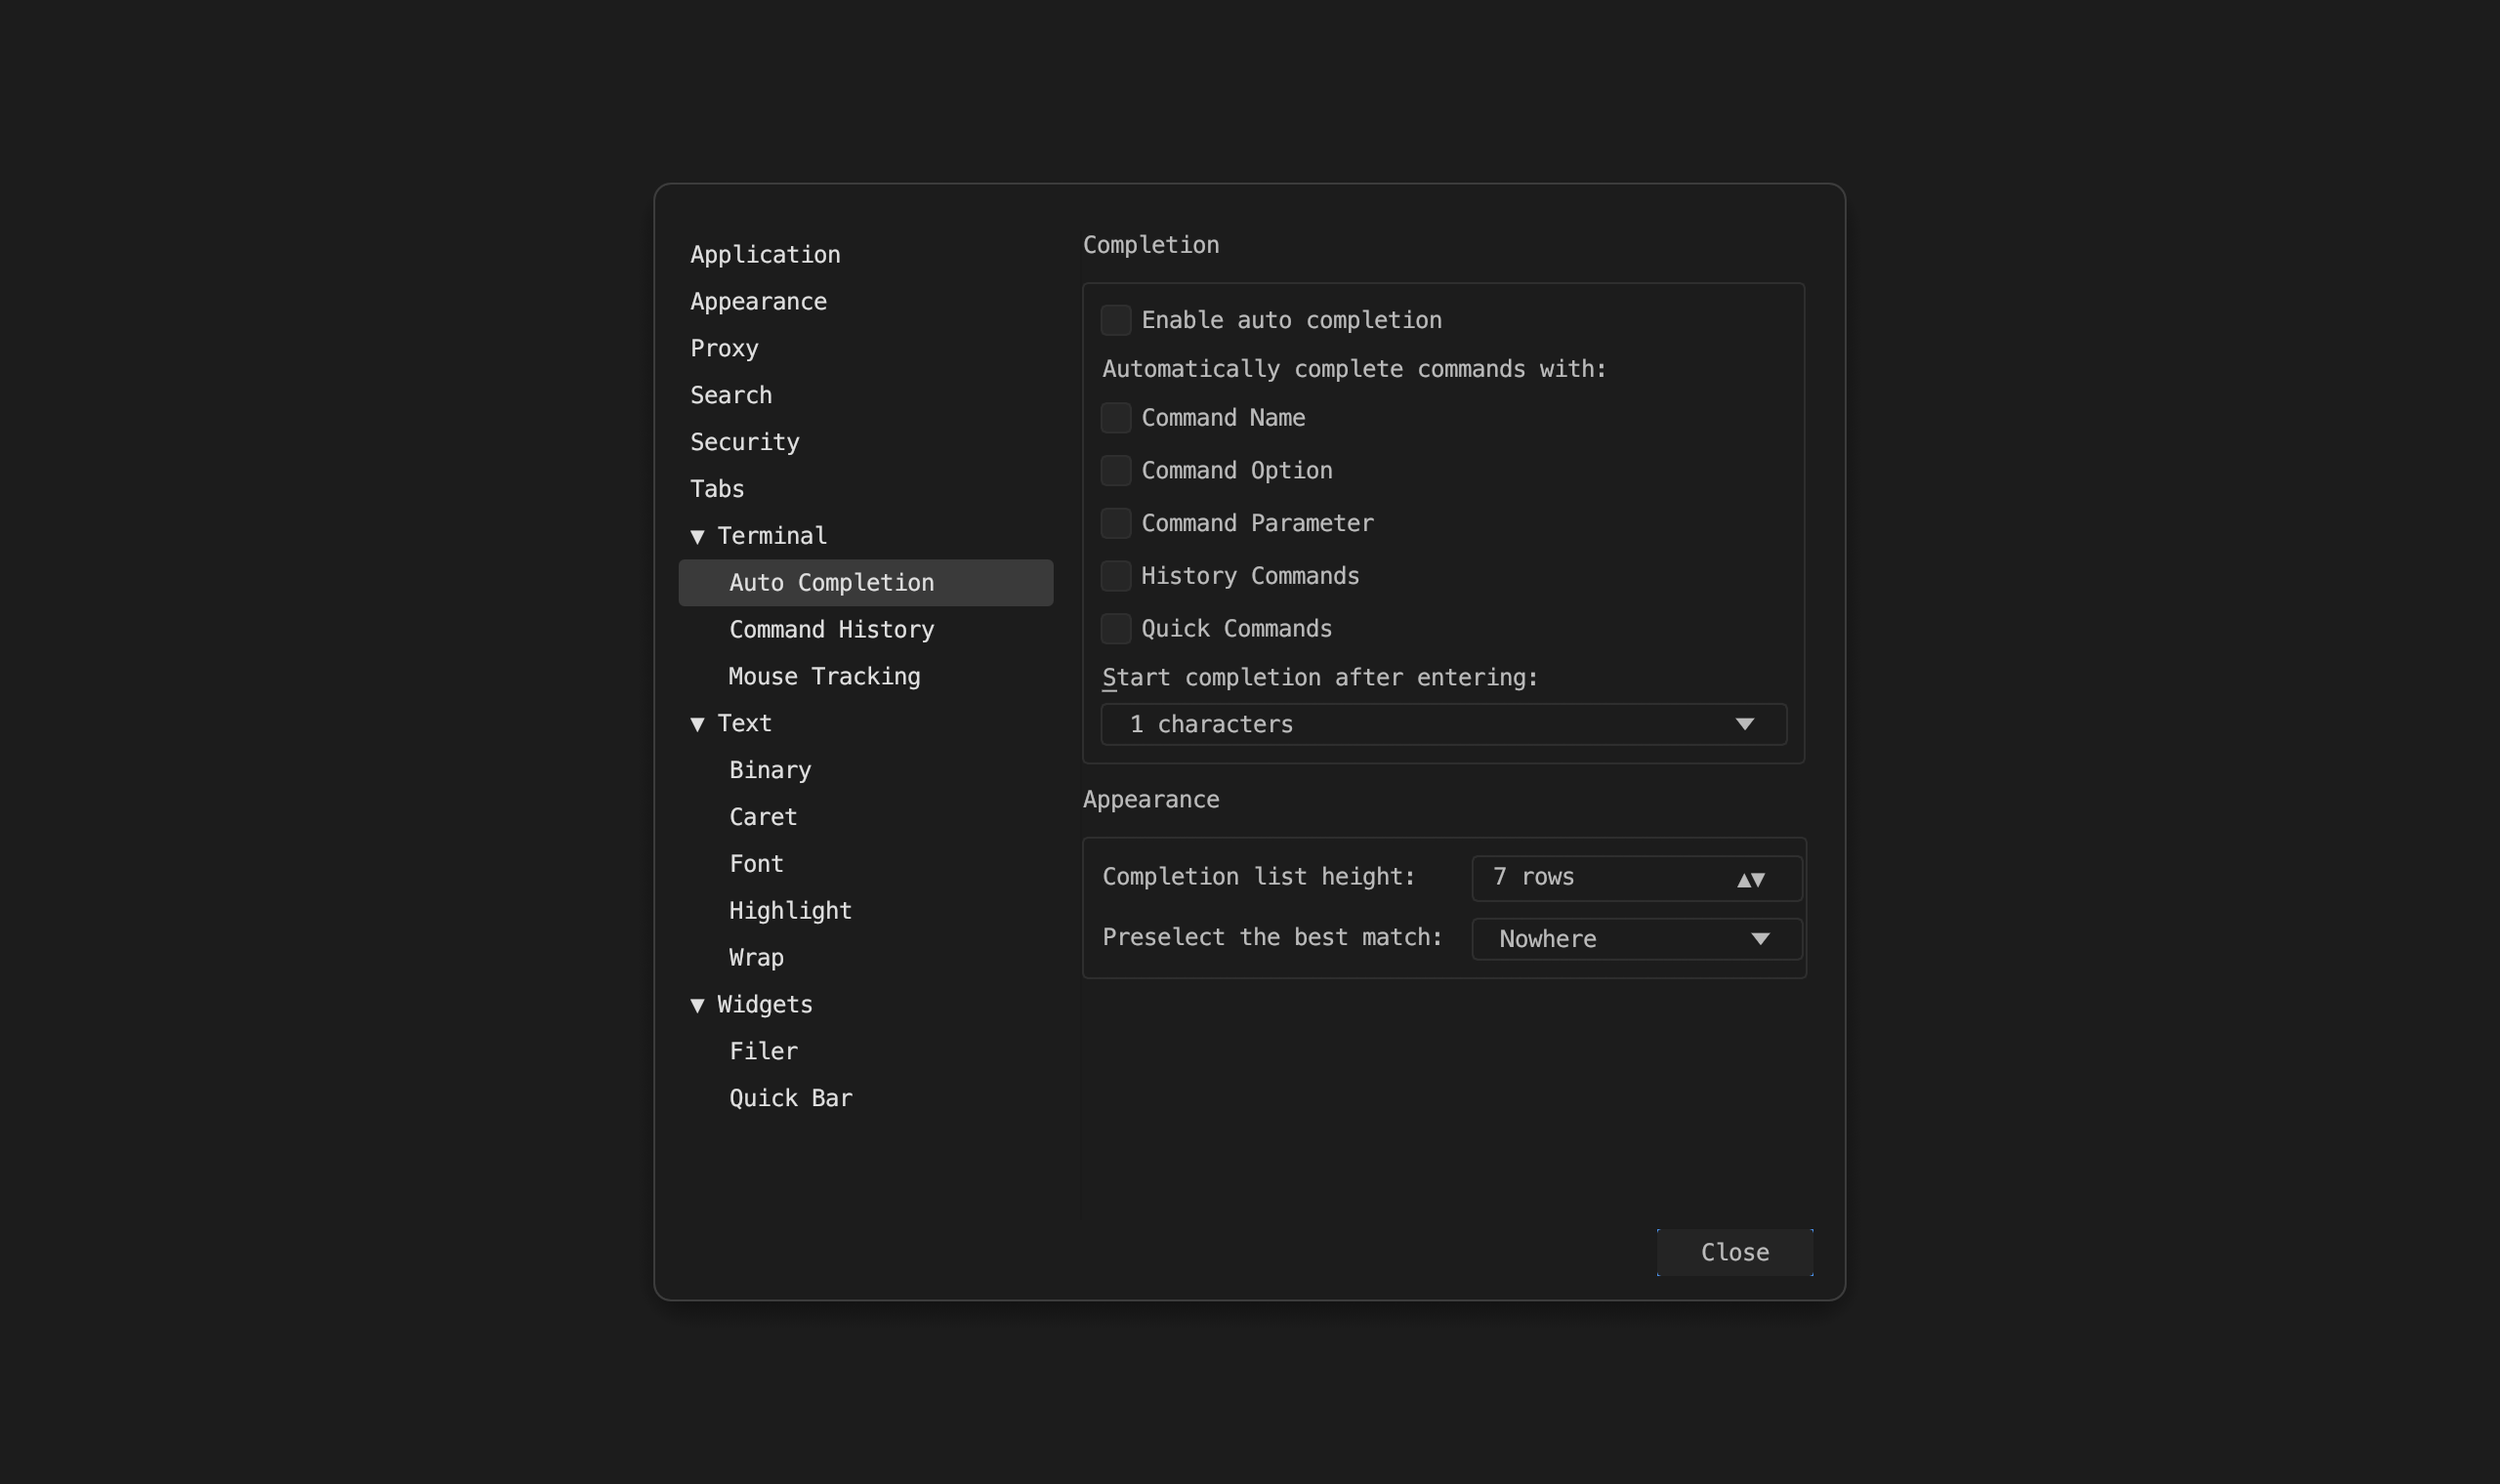 Application
Appearance
Proxy
Search
Security
Tabs
▼ Terminal
Auto Completion
Command History
Mouse Tracking
▼ Text
Binary
Caret
Font
Highlight
Wrap
▼ Widgets
Filer
Quick Bar
Completion
Enable auto completion
Automatically complete commands with:
Command Name
Command Option
Command Parameter
History Commands
Quick Commands
Start completion after entering:
1 characters
Appearance
Completion list height: 7 rows
Preselect the best match: Nowhere
Close